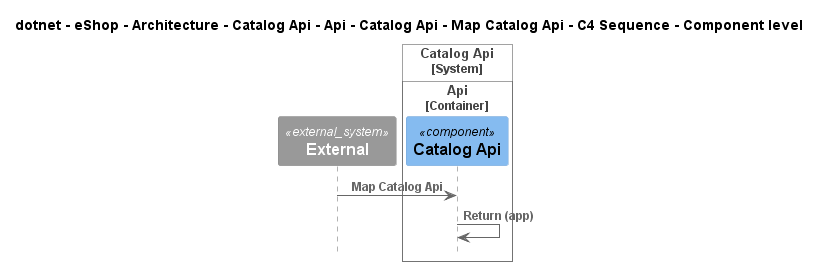 dotnet - eShop - Architecture - Catalog Api - Api - Catalog Api - Map Catalog Api - C4 Sequence - Component level
Catalog Api
[System]
Api
[Container]
«external_system»
External
«component»
Catalog Api
Map Catalog Api
Return (app)